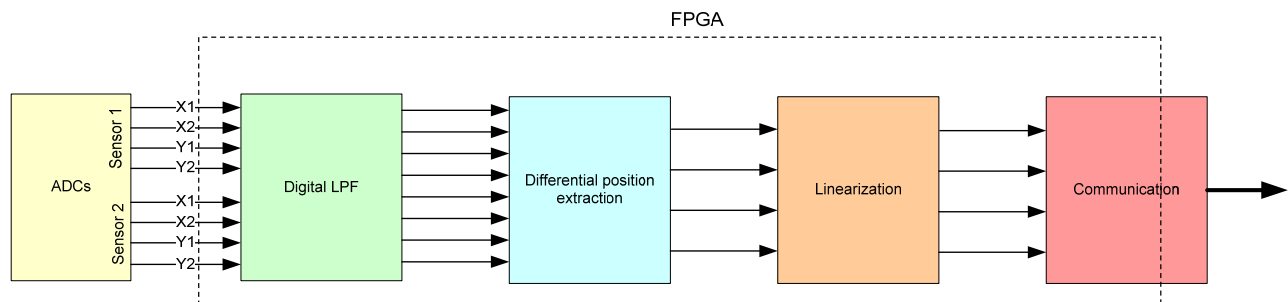 FPGA
ADCs
Sensor 1
X1
X2
Y1
Y2
Sensor 2
X1
X2
Y1
Y2
Digital LPF
Differential position
extraction
Linearization
Communication